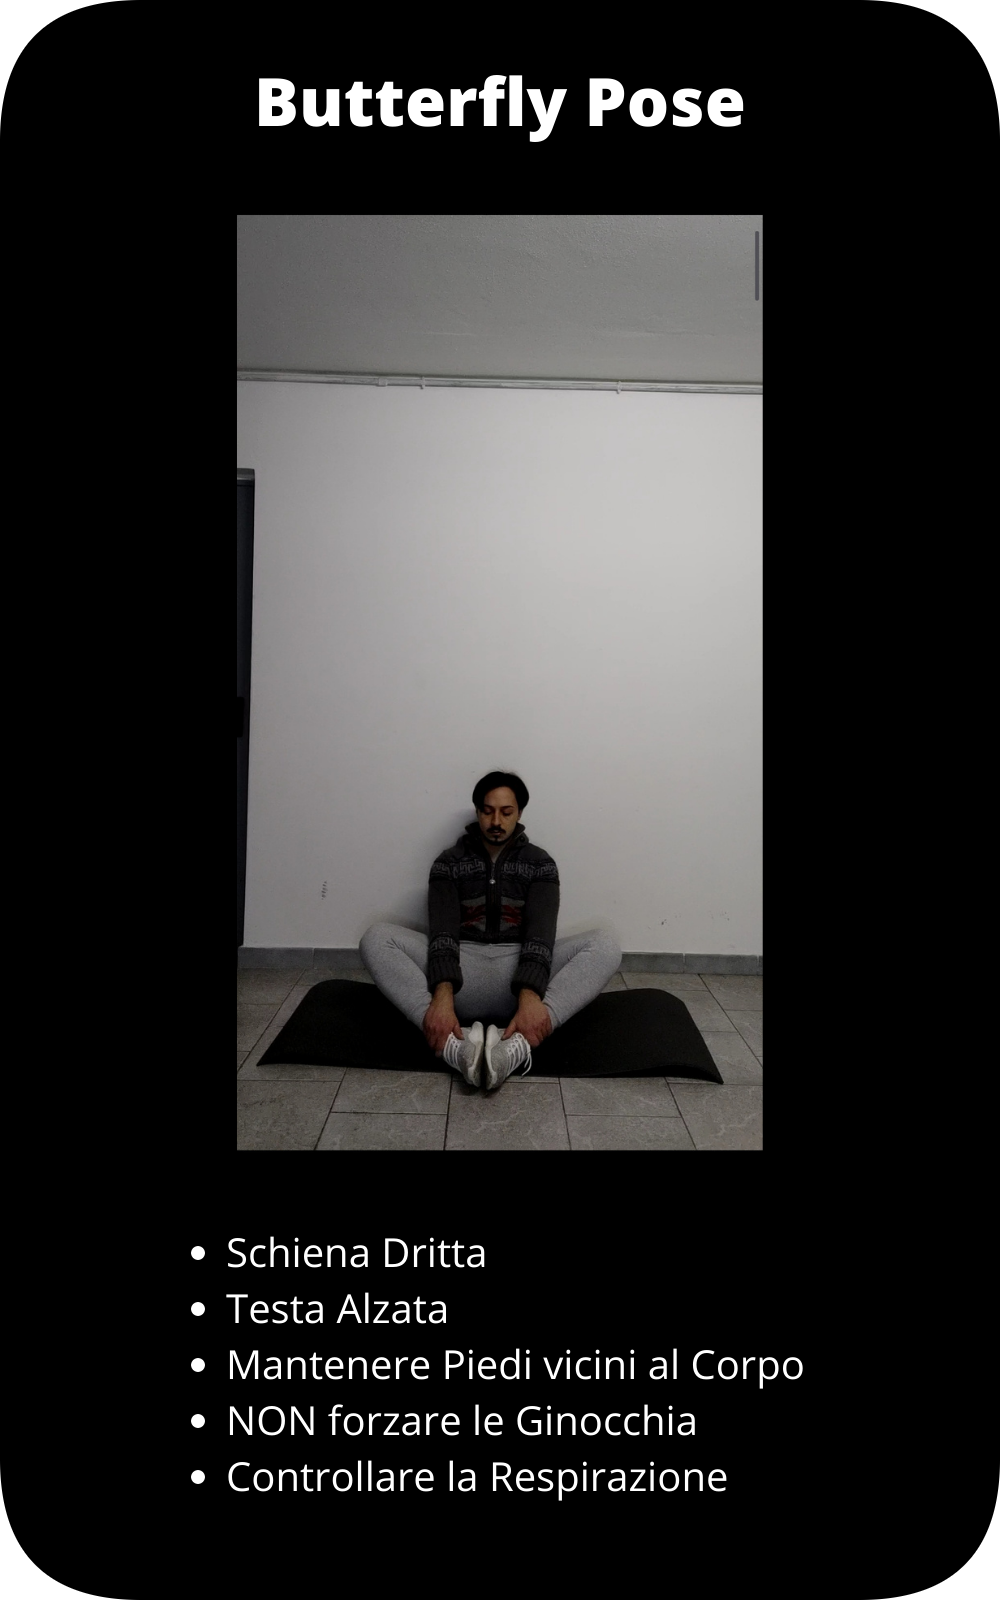 Butterfly Pose
• Schiena Dritta
• Testa Alzata
• Mantenere Piedi vicini al Corpo
• NON forzare le Ginocchia
• Controllare la Respirazione